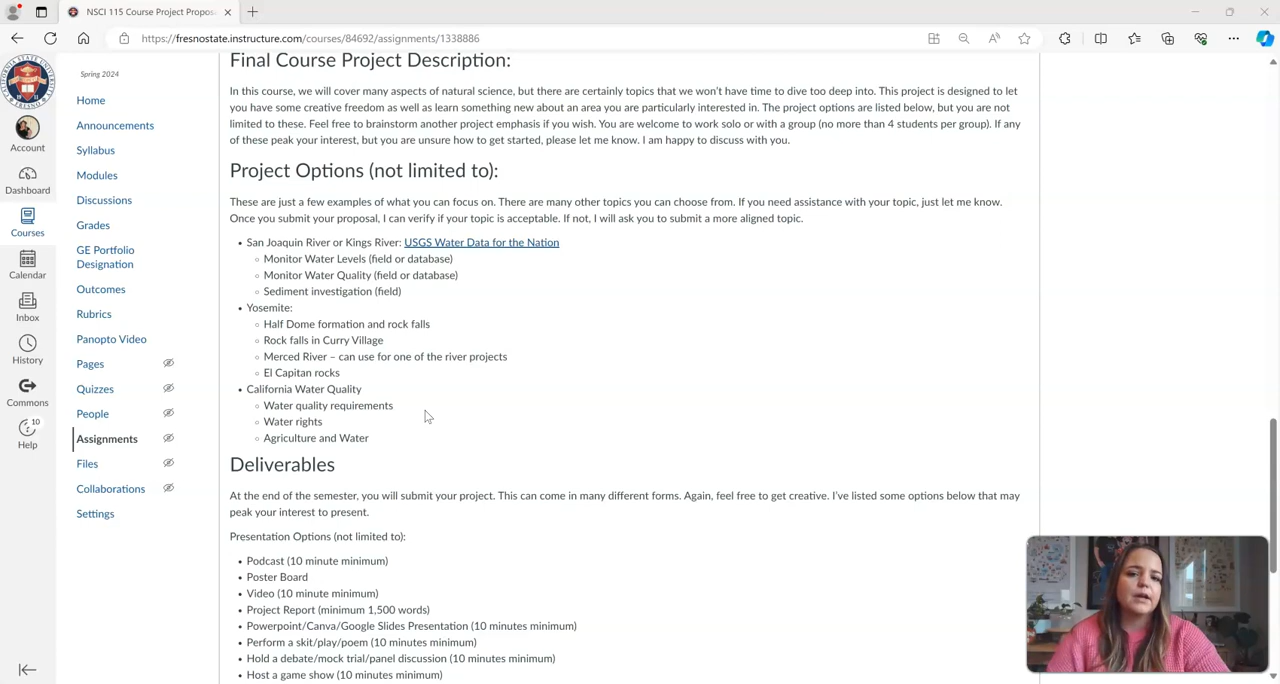 NSCI 115 Course Project Propos
https://fresnostate.instructure.com/courses/84692/assignments/1338886
Account
Dashboard
Courses
Calendar
Inbox
History
Commons
10
Help
Spring 2024
Home
Announcements
Syllabus
Modules
Discussions
Grades
GE Portfolio
Designation
Outcomes
Rubrics
Panopto Video
Pages
Quizzes
People
Assignments
Files
Collaborations
Settings
Final Course Project Description:
In this course, we will cover many aspects of natural science, but there are certainly topics that we won't have time to dive too deep into. This project is designed to let
you have some creative freedom as well as learn something new about an area you are particularly interested in. The project options are listed below, but you are not
limited to these. Feel free to brainstorm another project emphasis if you wish. You are welcome to work solo or with a group (no more than 4 students per group). If any
of these peak your interest, but you are unsure how to get started, please let me know. I am happy to discuss with you.
Project Options (not limited to):
These are just a few examples of what you can focus on. There are many other topics you can choose from. If you need assistance with your topic, just let me know.
Once you submit your proposal, I can verify if your topic is acceptable. If not, I will ask you to submit a more aligned topic.
• San Joaquin River or Kings River: USGS Water Data for the Nation
◦ Monitor Water Levels (field or database)
◦ Monitor Water Quality (field or database)
◦ Sediment investigation (field)
• Yosemite:
◦ Half Dome formation and rock falls
◦ Rock falls in Curry Village
◦ Merced River – can use for one of the river projects
◦ El Capitan rocks
• California Water Quality
◦ Water quality requirements
◦ Water rights
◦ Agriculture and Water
Deliverables
At the end of the semester, you will submit your project. This can come in many different forms. Again, feel free to get creative. I've listed some options below that may
peak your interest to present.
Presentation Options (not limited to):
• Podcast (10 minute minimum)
• Poster Board
• Video (10 minute minimum)
• Project Report (minimum 1,500 words)
• Powerpoint/Canva/Google Slides Presentation (10 minutes minimum)
• Perform a skit/play/poem (10 minutes minimum)
• Hold a debate/mock trial/panel discussion (10 minutes minimum)
• Host a game show (10 minutes minimum)